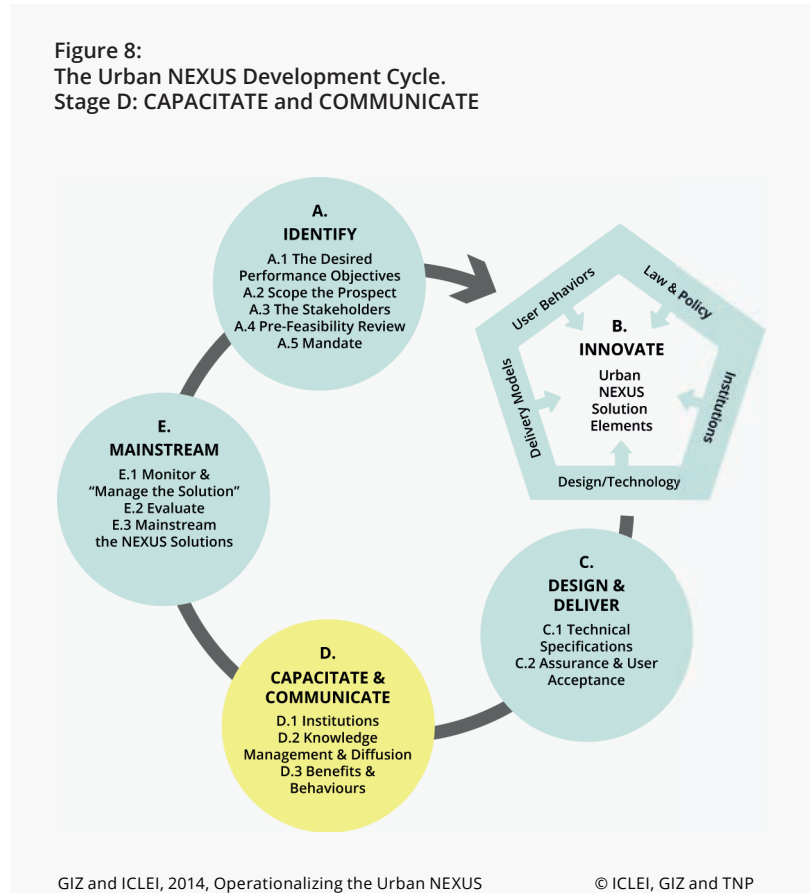 Figure 8:
The Urban NEXUS Development Cycle.
Stage D: CAPACITATE and COMMUNICATE
A.
IDENTIFY
A.1 The Desired
Performance Objectives
A.2 Scope the Prospect
A.3 The Stakeholders
A.4 Pre-Feasibility Review
A.5 Mandate
User Behaviors
Law & Policy
Delivery Models
Institutions
Design/Technology
B.
INNOVATE
Urban
NEXUS
Solution
Elements
C.
DESIGN &
DELIVER
C.1 Technical
Specifications
C.2 Assurance & User
Acceptance
D.
CAPACITATE &
COMMUNICATE
D.1 Institutions
D.2 Knowledge
Management & Diffusion
D.3 Benefits &
Behaviours
E.
MAINSTREAM
E.1 Monitor &
“Manage the Solution”
E.2 Evaluate
E.3 Mainstream
the NEXUS Solutions
GIZ and ICLEI, 2014, Operationalizing the Urban NEXUS
© ICLEI, GIZ and TNP